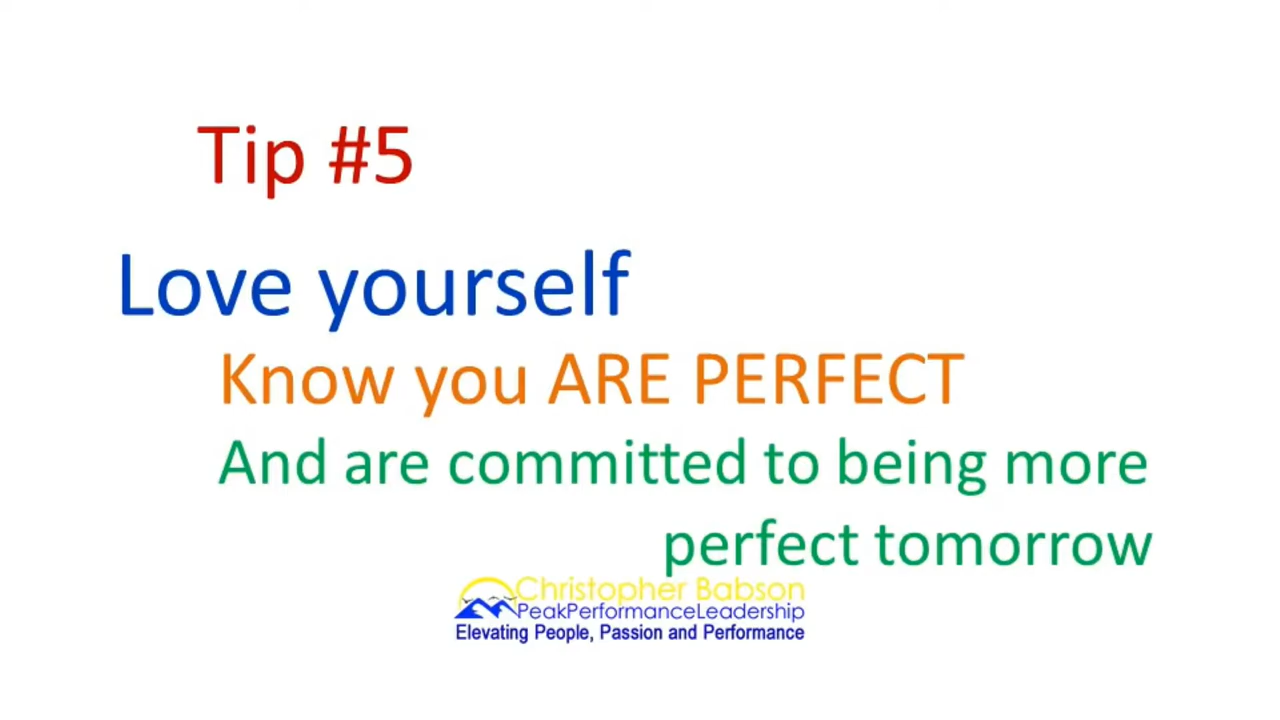 Tip #5
Love yourself
Know you ARE PERFECT
And are committed to being more
perfect tomorrow
Christopher Babson
PeakPerformanceLeadership
Elevating People, Passion and Performance